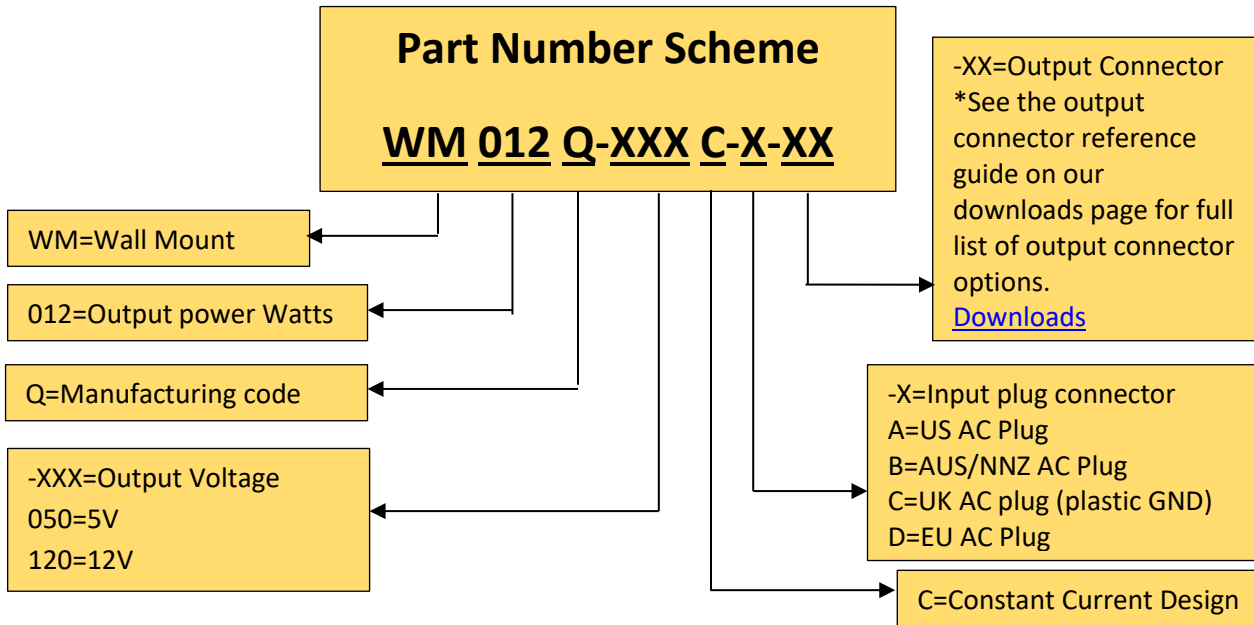 Part Number Scheme
WM 012 Q-XXX C-X-XX
-XX=Output Connector
*See the output
connector reference
guide on our
downloads page for full
list of output connector
options.
Downloads
WM=Wall Mount
012=Output power Watts
Q=Manufacturing code
-XXX=Output Voltage
050=5V
120=12V
-X=Input plug connector
A=US AC Plug
B=AUS/NNZ AC Plug
C=UK AC plug (plastic GND)
D=EU AC Plug
C=Constant Current Design